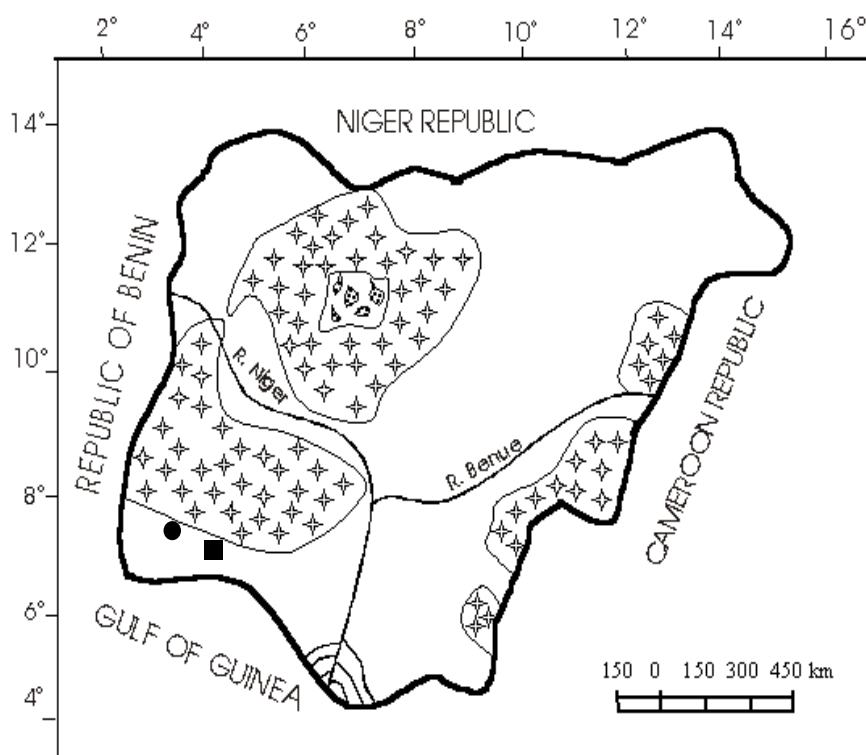 2° 4° 6° 8° 10° 12° 14° 16°
14°
12°
10°
8°
6°
4°
NIGER REPUBLIC
REPUBLIC OF BENIN
R. Niger
R. Benue
CAMEROON REPUBLIC
GULF OF GUINEA
150 0 150 300 450 km